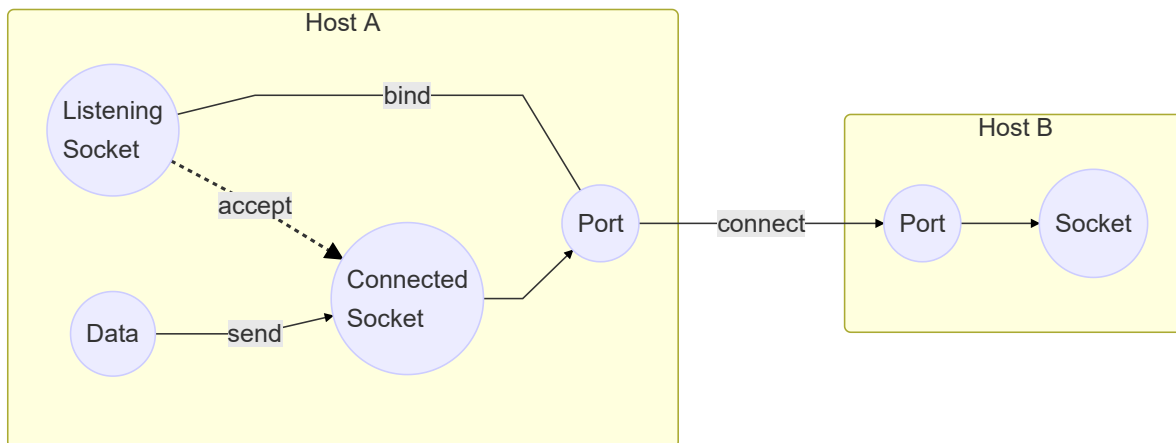 Host A
Listening
Socket
bind
accept
Connected
Socket
Data
send
Port
connect
Host B
Port
Socket